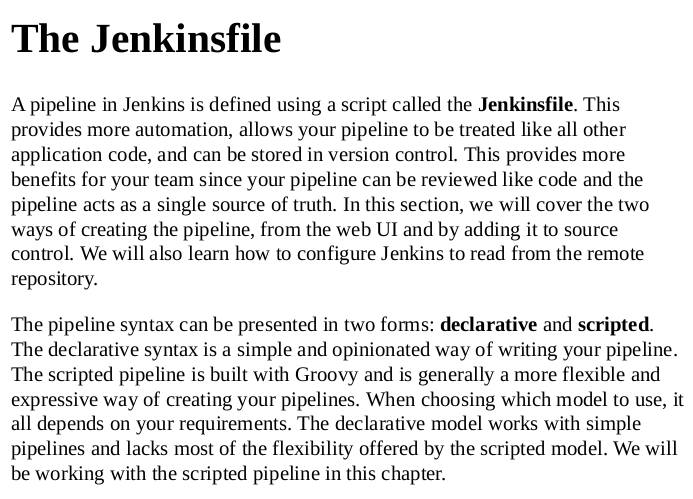 The Jenkinsfile
A pipeline in Jenkins is defined using a script called the Jenkinsfile. This
provides more automation, allows your pipeline to be treated like all other
application code, and can be stored in version control. This provides more
benefits for your team since your pipeline can be reviewed like code and the
pipeline acts as a single source of truth. In this section, we will cover the two
ways of creating the pipeline, from the web UI and by adding it to source
control. We will also learn how to configure Jenkins to read from the remote
repository.
The pipeline syntax can be presented in two forms: declarative and scripted.
The declarative syntax is a simple and opinionated way of writing your pipeline.
The scripted pipeline is built with Groovy and is generally a more flexible and
expressive way of creating your pipelines. When choosing which model to use, it
all depends on your requirements. The declarative model works with simple
pipelines and lacks most of the flexibility offered by the scripted model. We will
be working with the scripted pipeline in this chapter.